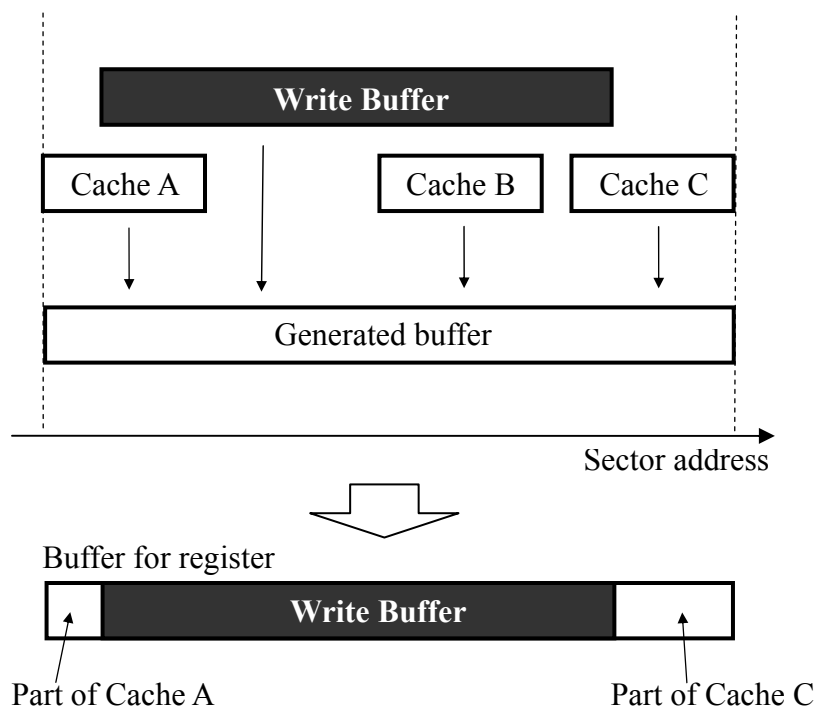 Write Buffer
Cache A
Cache B
Cache C
Generated buffer
Sector address
Buffer for register
Write Buffer
Part of Cache A
Part of Cache C